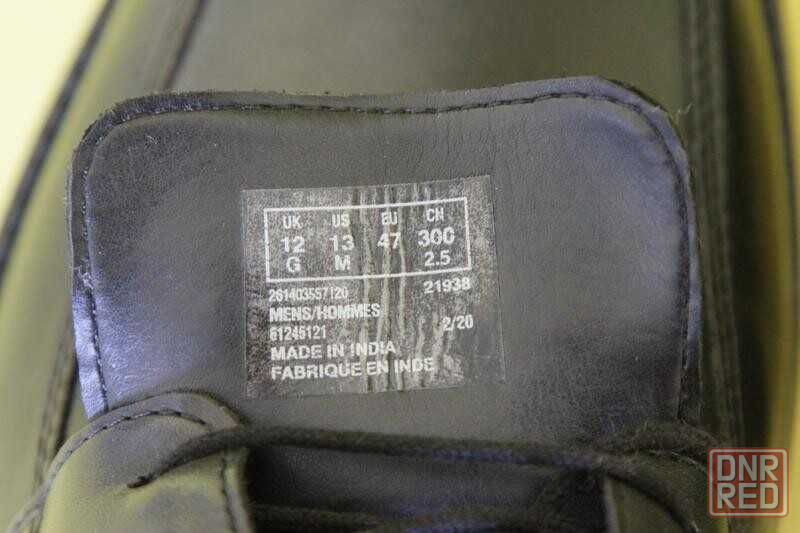 UK US EU CN
12 13 47 300
G M 2.5
261403557120 21938
MENS/HOMMES
61245121 2/20
MADE IN INDIA
FABRIQUE EN INDE
DNR
RED